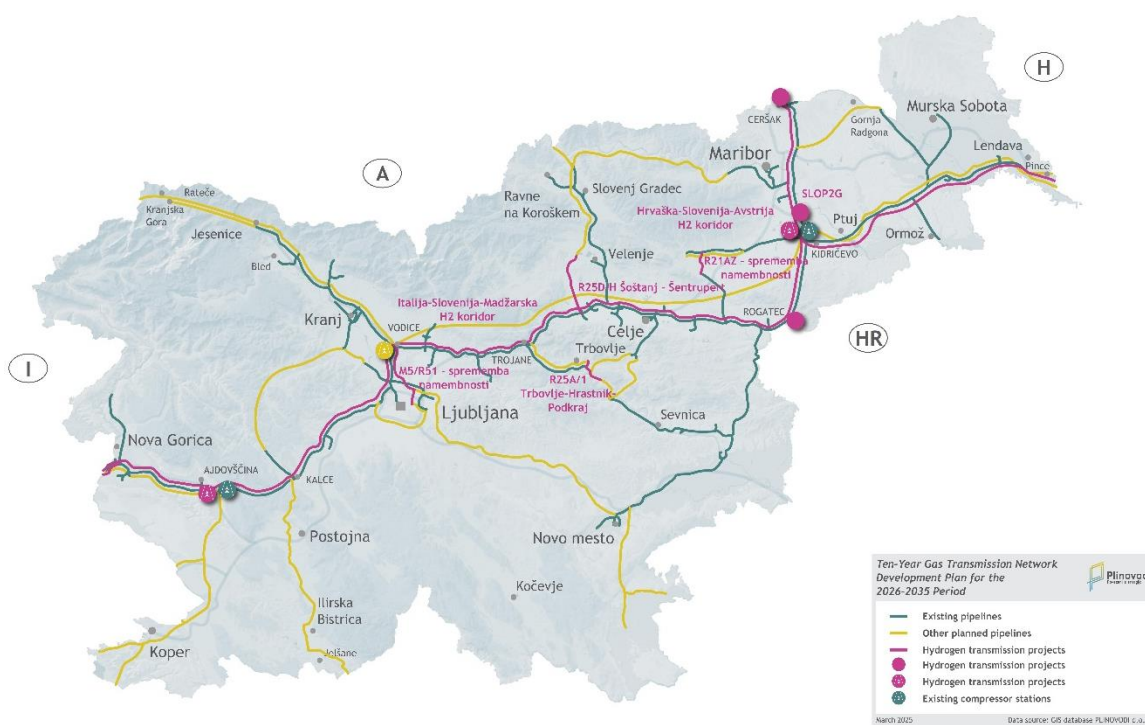 H
CERŠAK
Gornja
Radgona
Murska Sobota
Lendava
Pince
A
Maribor
Rateče
Kranjska
Gora
Ravne
na Koroškem
Slovenj Gradec
SLOP2G
Jesenice
Hrvaška-Slovenija-Avstrija
H2 koridor
Ptuj
Ormož
KIDRIČEVO
Bled
Velenje
R21AZ - sprememba
namembnosti
R25D/H Šoštanj - Šentrupert
Italija-Slovenija-Madžarska
H2 koridor
Kranj
VODICE
ROGATEC
Celje
HR
TROJANE
Trbovlje
I
M5/R51 - sprememba
namembnosti
R25A/1
Trbovlje-Hrastnik-
Podkraj
Ljubljana
Sevnica
Nova Gorica
AJDOVŠČINA
KALCE
Postojna
Novo mesto
Kočevje
Ilirska
Bistrica
Koper
Jelšane
Ten-Year Gas Transmission Network
Development Plan for the
2026-2035 Period
Plinovodi
Existing pipelines
Other planned pipelines
Hydrogen transmission projects
Hydrogen transmission projects
Hydrogen transmission projects
Existing compressor stations
March 2025
Data source: GIS database PLINOVODI d.o.o.